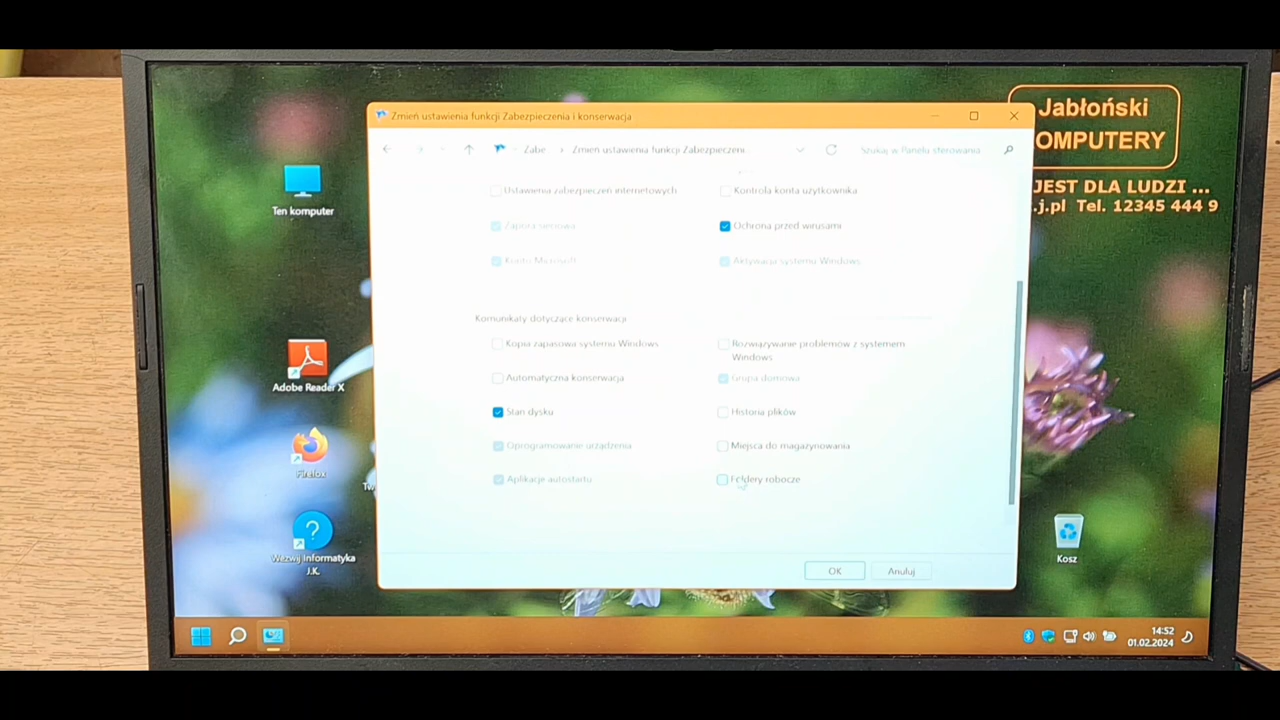 Jabłoński
OMPUTERY
JEST DLA LUDZI ...
.j.pl Tel. 12345 444 9
Zmień ustawienia funkcji Zabezpieczenia i konserwacja
Zabe > Zmień ustawienia funkcji Zabezpieczeni...
Szukaj w Panelu sterowania
Ustawienia zabezpieczeń internetowych
Kontrola konta użytkownika
Zapora sieciowa
Ochrona przed wirusami
Konto Microsoft
Aktywacja systemu Windows
Komunikaty dotyczące konserwacji
Kopia zapasowa systemu Windows
Rozwiązywanie problemów z systemem
Windows
Automatyczna konserwacja
Grupa domowa
Stan dysku
Historia plików
Oprogramowanie urządzenia
Miejsca do magazynowania
Aplikacje autostartu
Foldery robocze
OK
Anuluj
Ten komputer
Adobe Reader X
Firefox
Tw
Wezwij Informatyka
J.K.
Kosz
14:52
01.02.2024